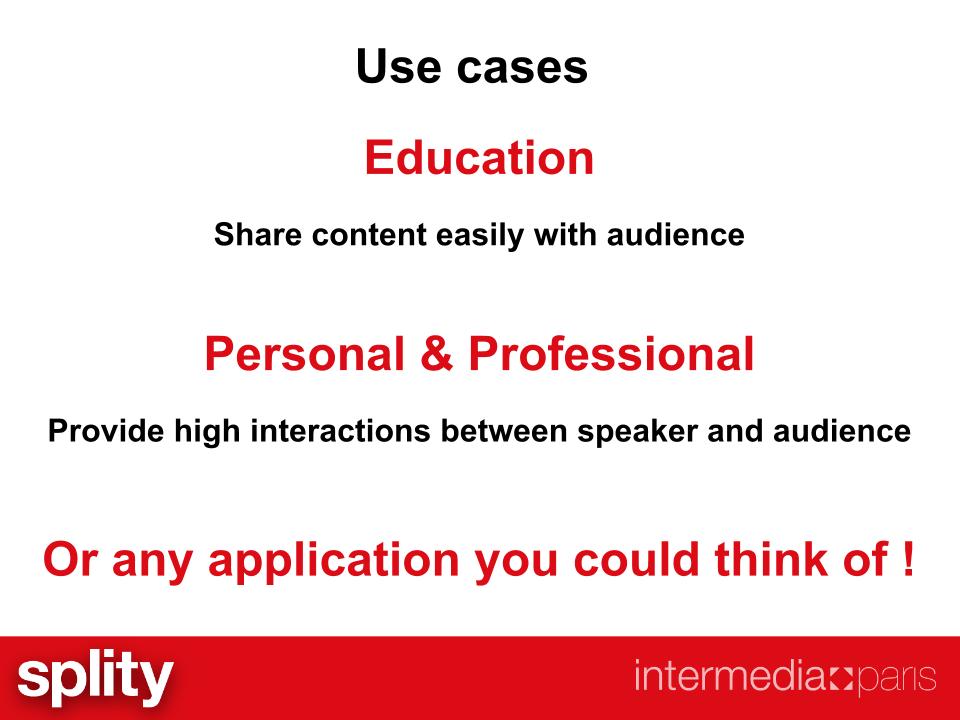 Use cases
Education
Share content easily with audience
Personal & Professional
Provide high interactions between speaker and audience
Or any application you could think of !
splity
intermedia paris